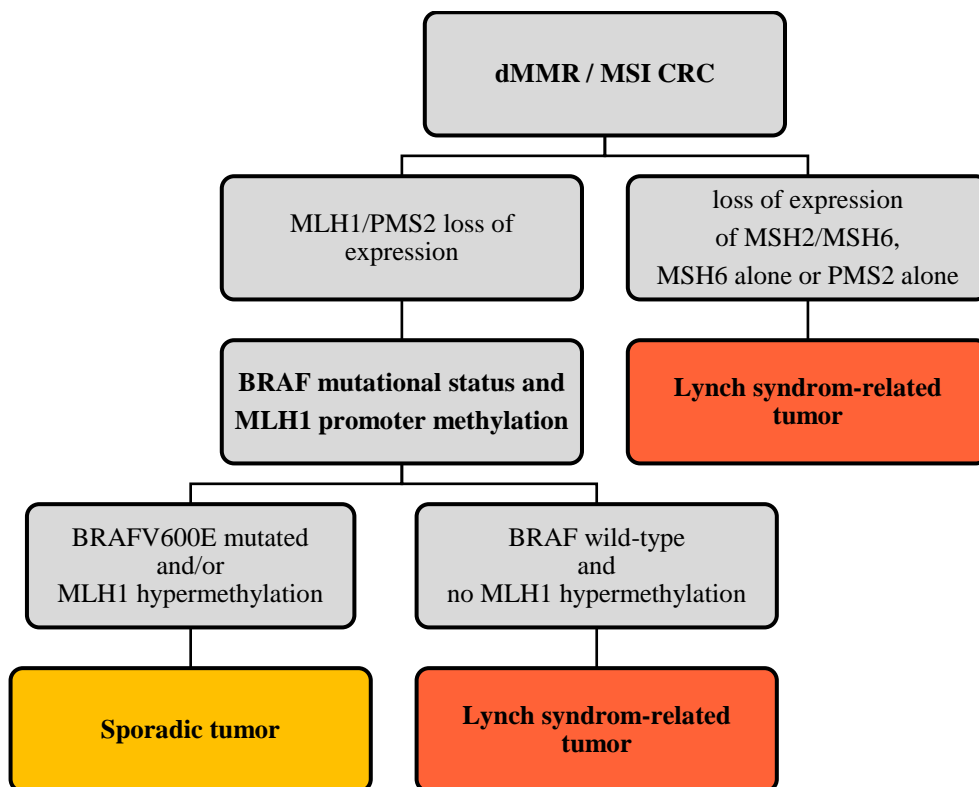 dMMR / MSI CRC
MLH1/PMS2 loss of
expression
loss of expression
of MSH2/MSH6,
MSH6 alone or PMS2 alone
BRAF mutational status and
MLH1 promoter methylation
Lynch syndrom-related
tumor
BRAFV600E mutated
and/or
MLH1 hypermethylation
BRAF wild-type
and
no MLH1 hypermethylation
Sporadic tumor
Lynch syndrom-related
tumor